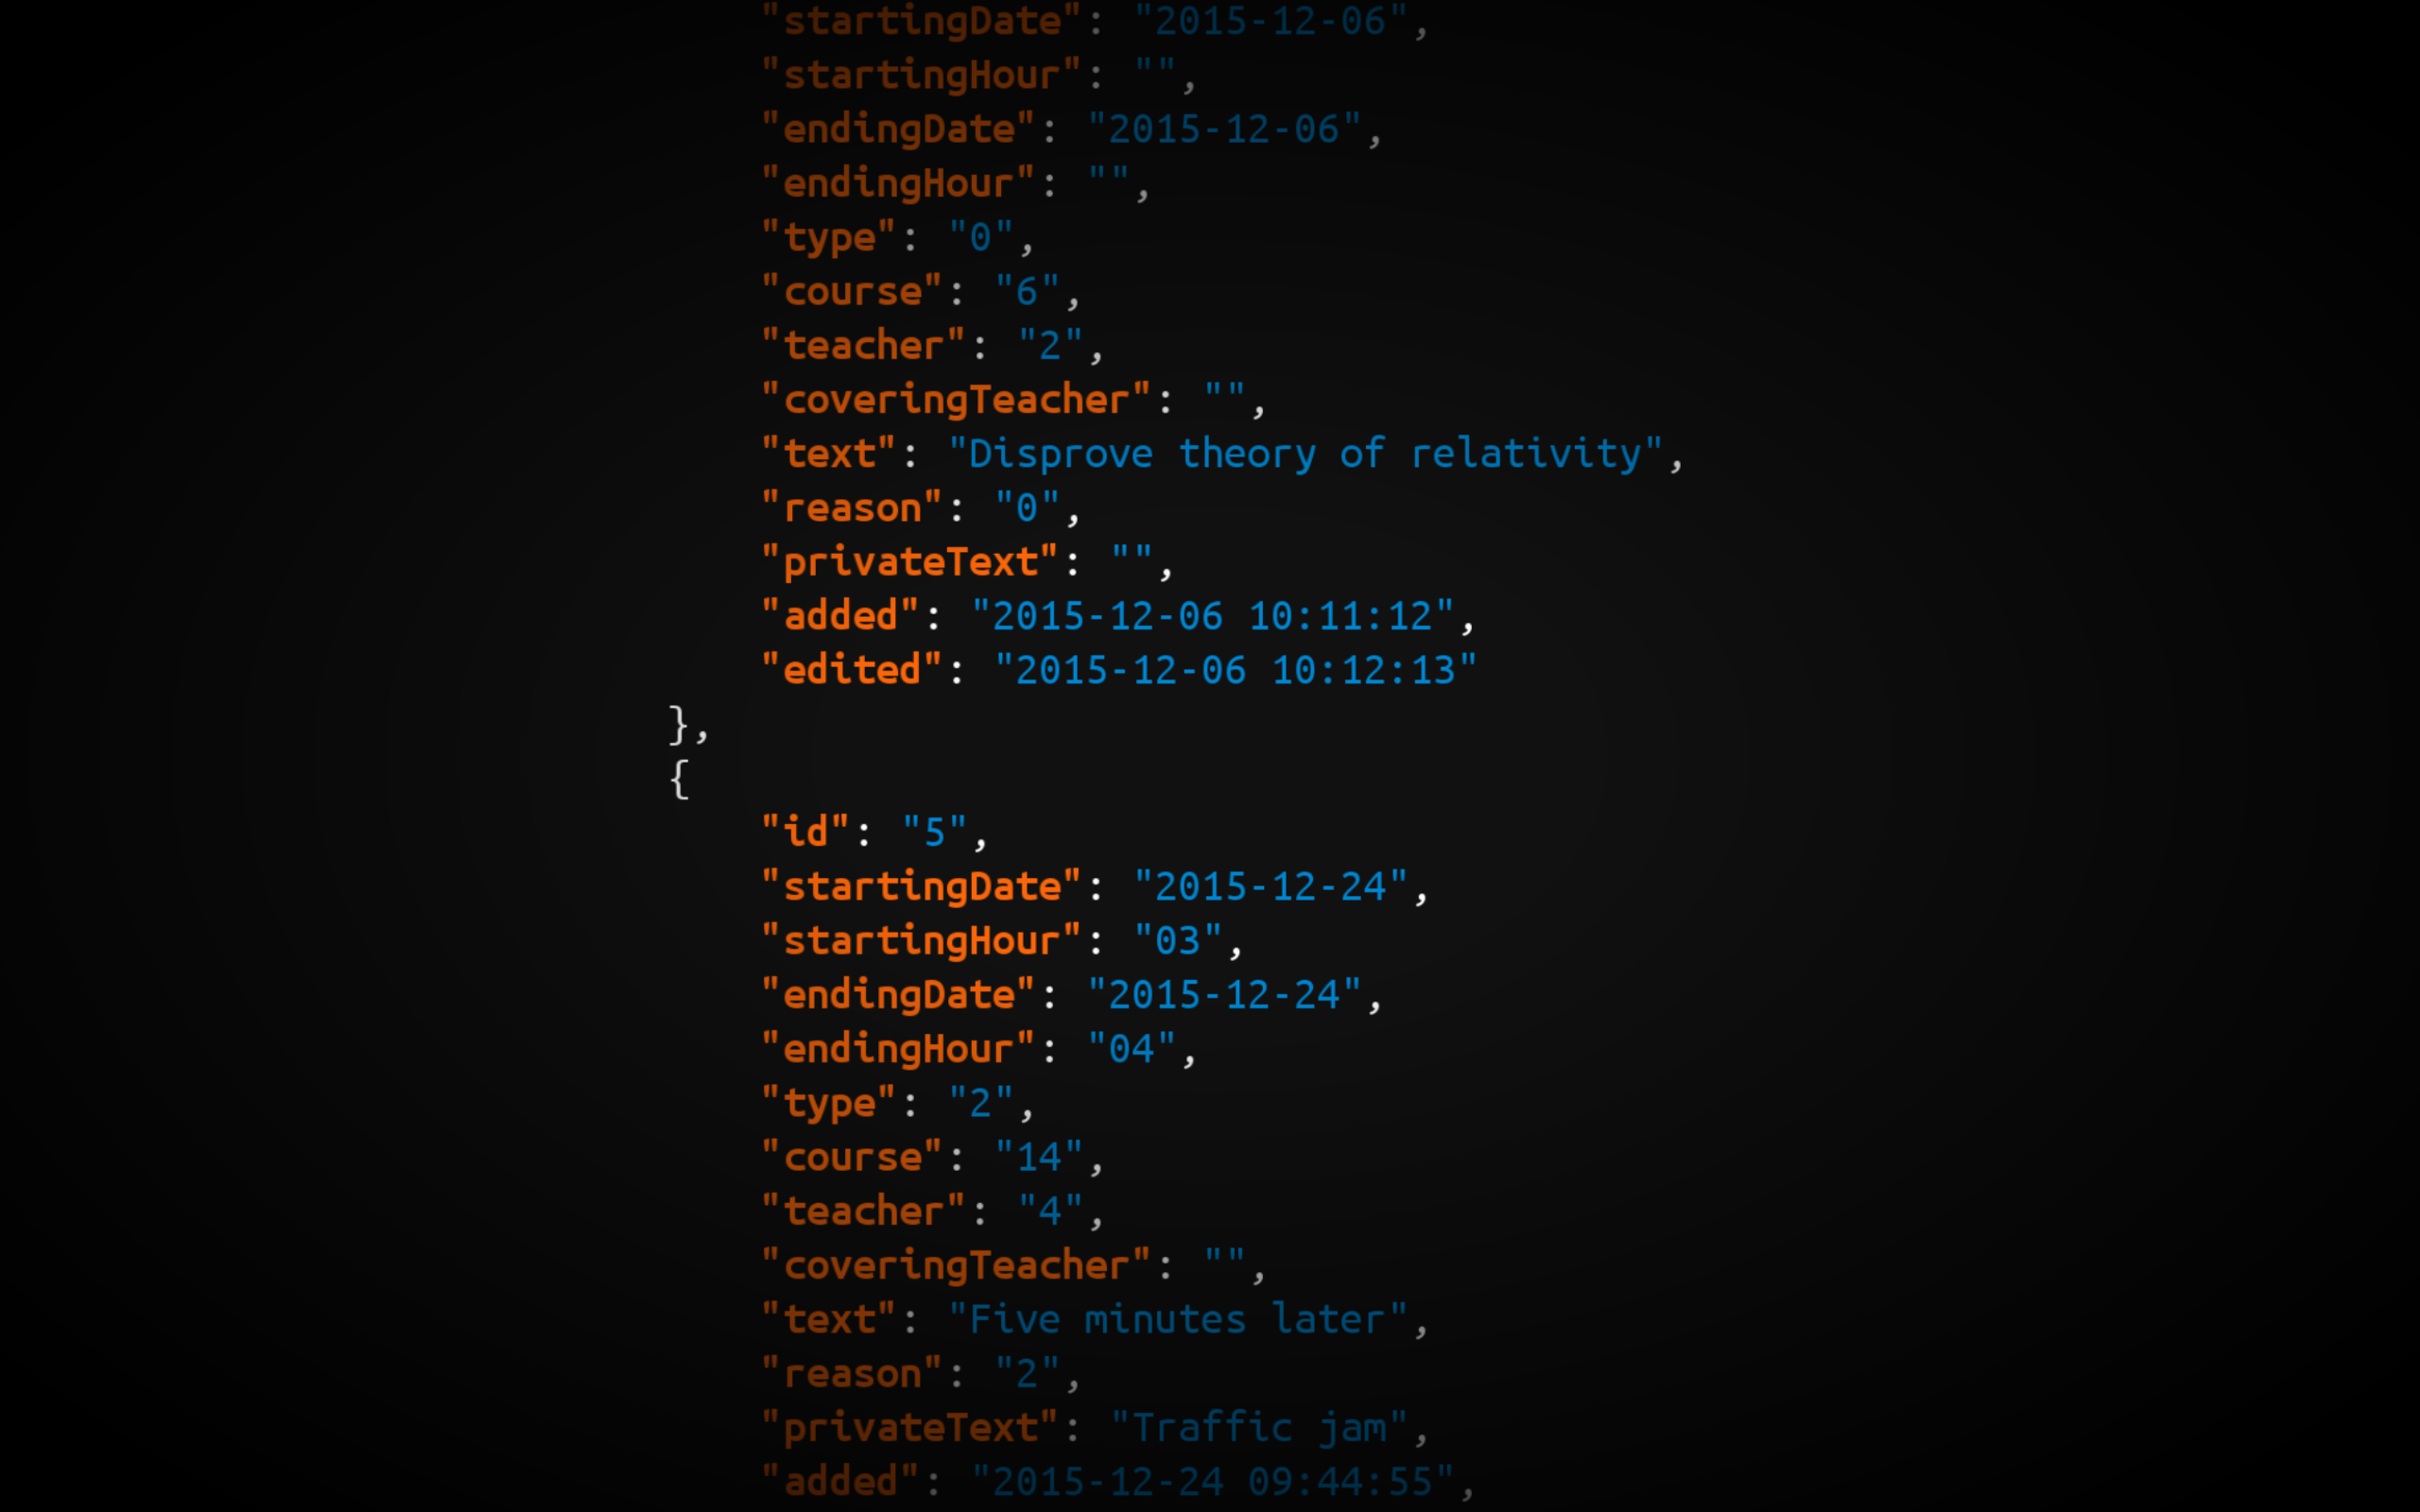 "startingDate": "2015-12-06",
"startingHour": "",
"endingDate": "2015-12-06",
"endingHour": "",
"type": "0",
"course": "6",
"teacher": "2",
"coveringTeacher": "",
"text": "Disprove theory of relativity",
"reason": "0",
"privateText": "",
"added": "2015-12-06 10:11:12",
"edited": "2015-12-06 10:12:13"
},
{
"id": "5",
"startingDate": "2015-12-24",
"startingHour": "03",
"endingDate": "2015-12-24",
"endingHour": "04",
"type": "2",
"course": "14",
"teacher": "4",
"coveringTeacher": "",
"text": "Five minutes later",
"reason": "2",
"privateText": "Traffic jam",
"added": "2015-12-24 09:44:55",